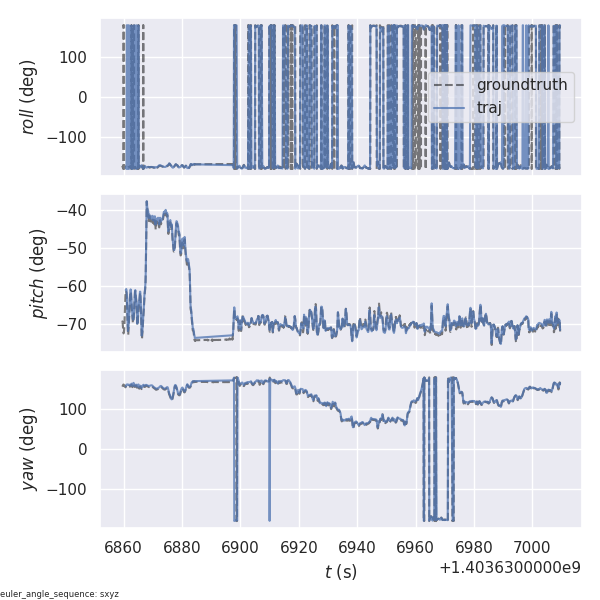 100
0
−100
roll (deg)
groundtruth
traj
−40
−50
−60
−70
pitch (deg)
100
0
−100
yaw (deg)
6860 6880 6900 6920 6940 6960 6980 7000
t (s)
+1.4036300000e9
euler_angle_sequence: sxyz